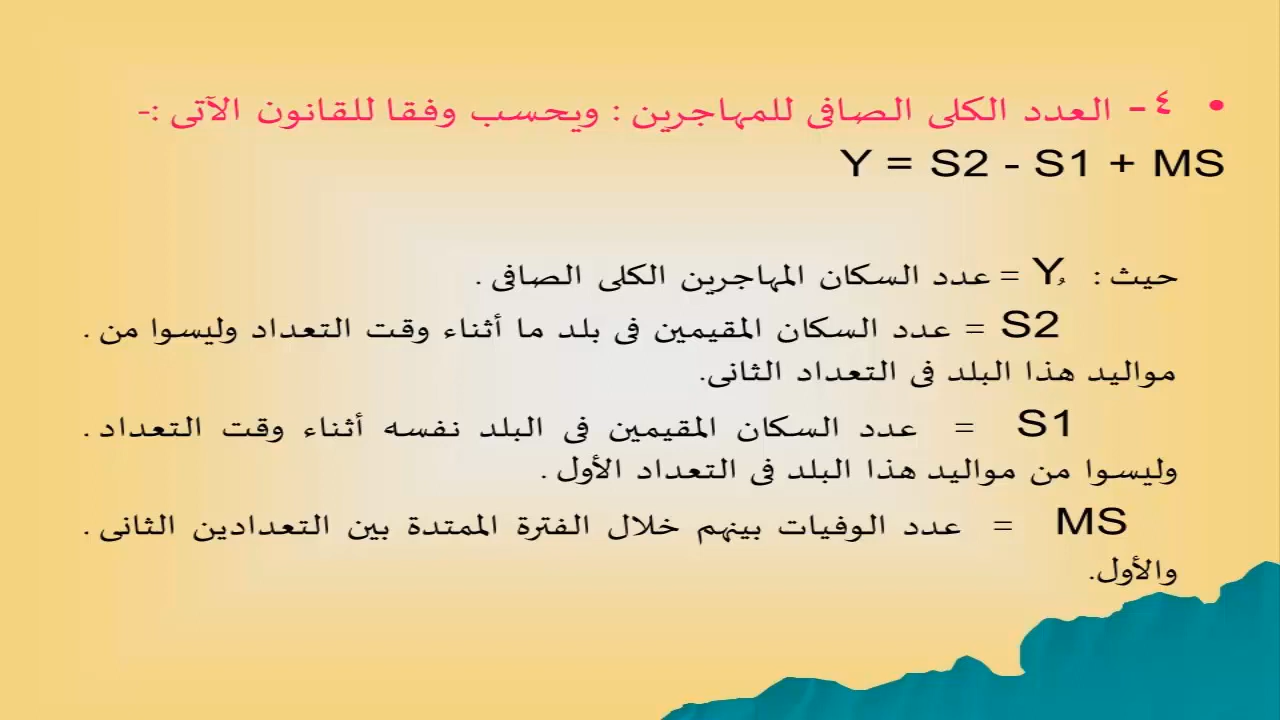 • ٤- العدد الكلى الصافى للمهاجرين : ويحسب وفقا للقانون الآتى :-
Y = S2 - S1 + MS
حيث : Y = عدد السكان المهاجرين الكلى الصافى .
S2 = عدد السكان المقيمين فى بلد ما أثناء وقت التعداد وليسوا من .
مواليد هذا البلد فى التعداد الثانى.
S1 = عدد السكان المقيمين فى البلد نفسه أثناء وقت التعداد .
وليسوا من مواليد هذا البلد فى التعداد الأول .
MS = عدد الوفيات بينهم خلال الفترة الممتدة بين التعدادين الثانى .
والأول.